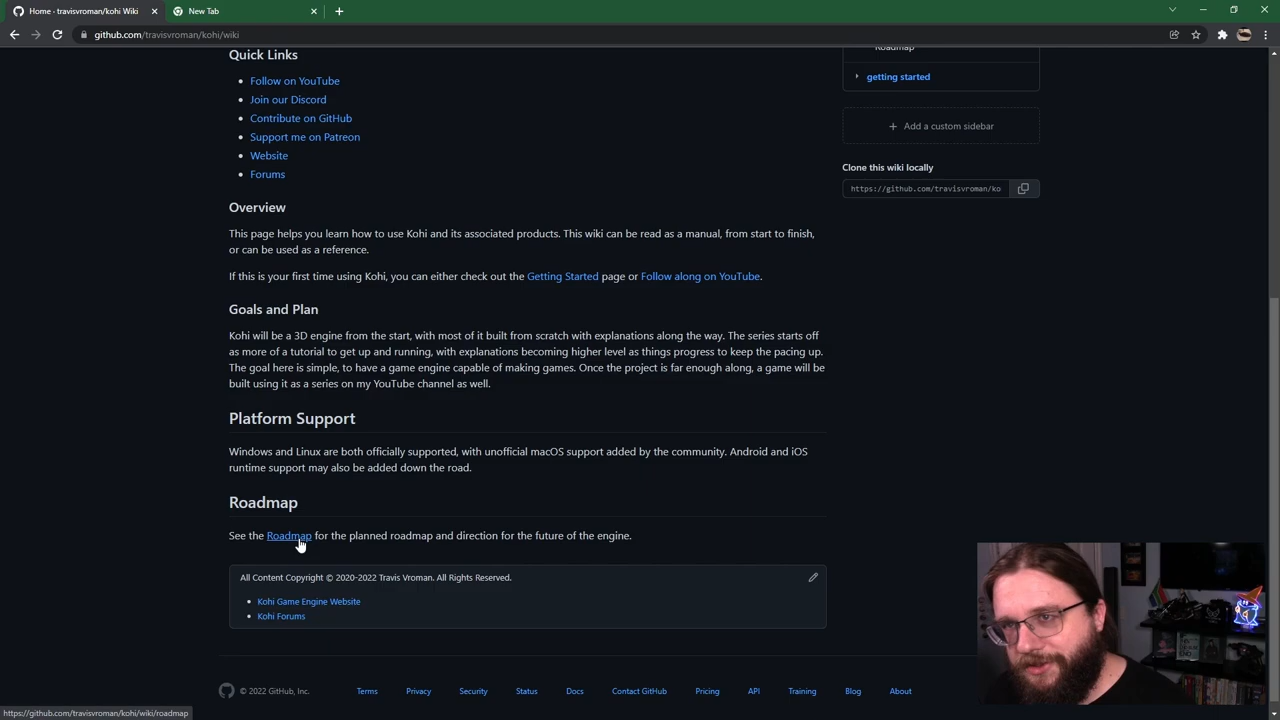 Home · travisvroman/kohi Wiki
New Tab
github.com/travisvroman/kohi/wiki
Quick Links
Roadmap
Follow on YouTube
getting started
Join our Discord
Contribute on GitHub
+ Add a custom sidebar
Support me on Patreon
Website
Clone this wiki locally
Forums
https://github.com/travisvroman/ko
Overview
This page helps you learn how to use Kohi and its associated products. This wiki can be read as a manual, from start to finish,
or can be used as a reference.
If this is your first time using Kohi, you can either check out the Getting Started page or Follow along on YouTube.
Goals and Plan
Kohi will be a 3D engine from the start, with most of it built from scratch with explanations along the way. The series starts off
as more of a tutorial to get up and running, with explanations becoming higher level as things progress to keep the pacing up.
The goal here is simple, to have a game engine capable of making games. Once the project is far enough along, a game will be
built using it as a series on my YouTube channel as well.
Platform Support
Windows and Linux are both officially supported, with unofficial macOS support added by the community. Android and iOS
runtime support may also be added down the road.
Roadmap
See the Roadmap for the planned roadmap and direction for the future of the engine.
All Content Copyright © 2020-2022 Travis Vroman. All Rights Reserved.
Kohi Game Engine Website
Kohi Forums
© 2022 GitHub, Inc.
Terms
Privacy
Security
Status
Docs
Contact GitHub
Pricing
API
Training
Blog
About
https://github.com/travisvroman/kohi/wiki/roadmap